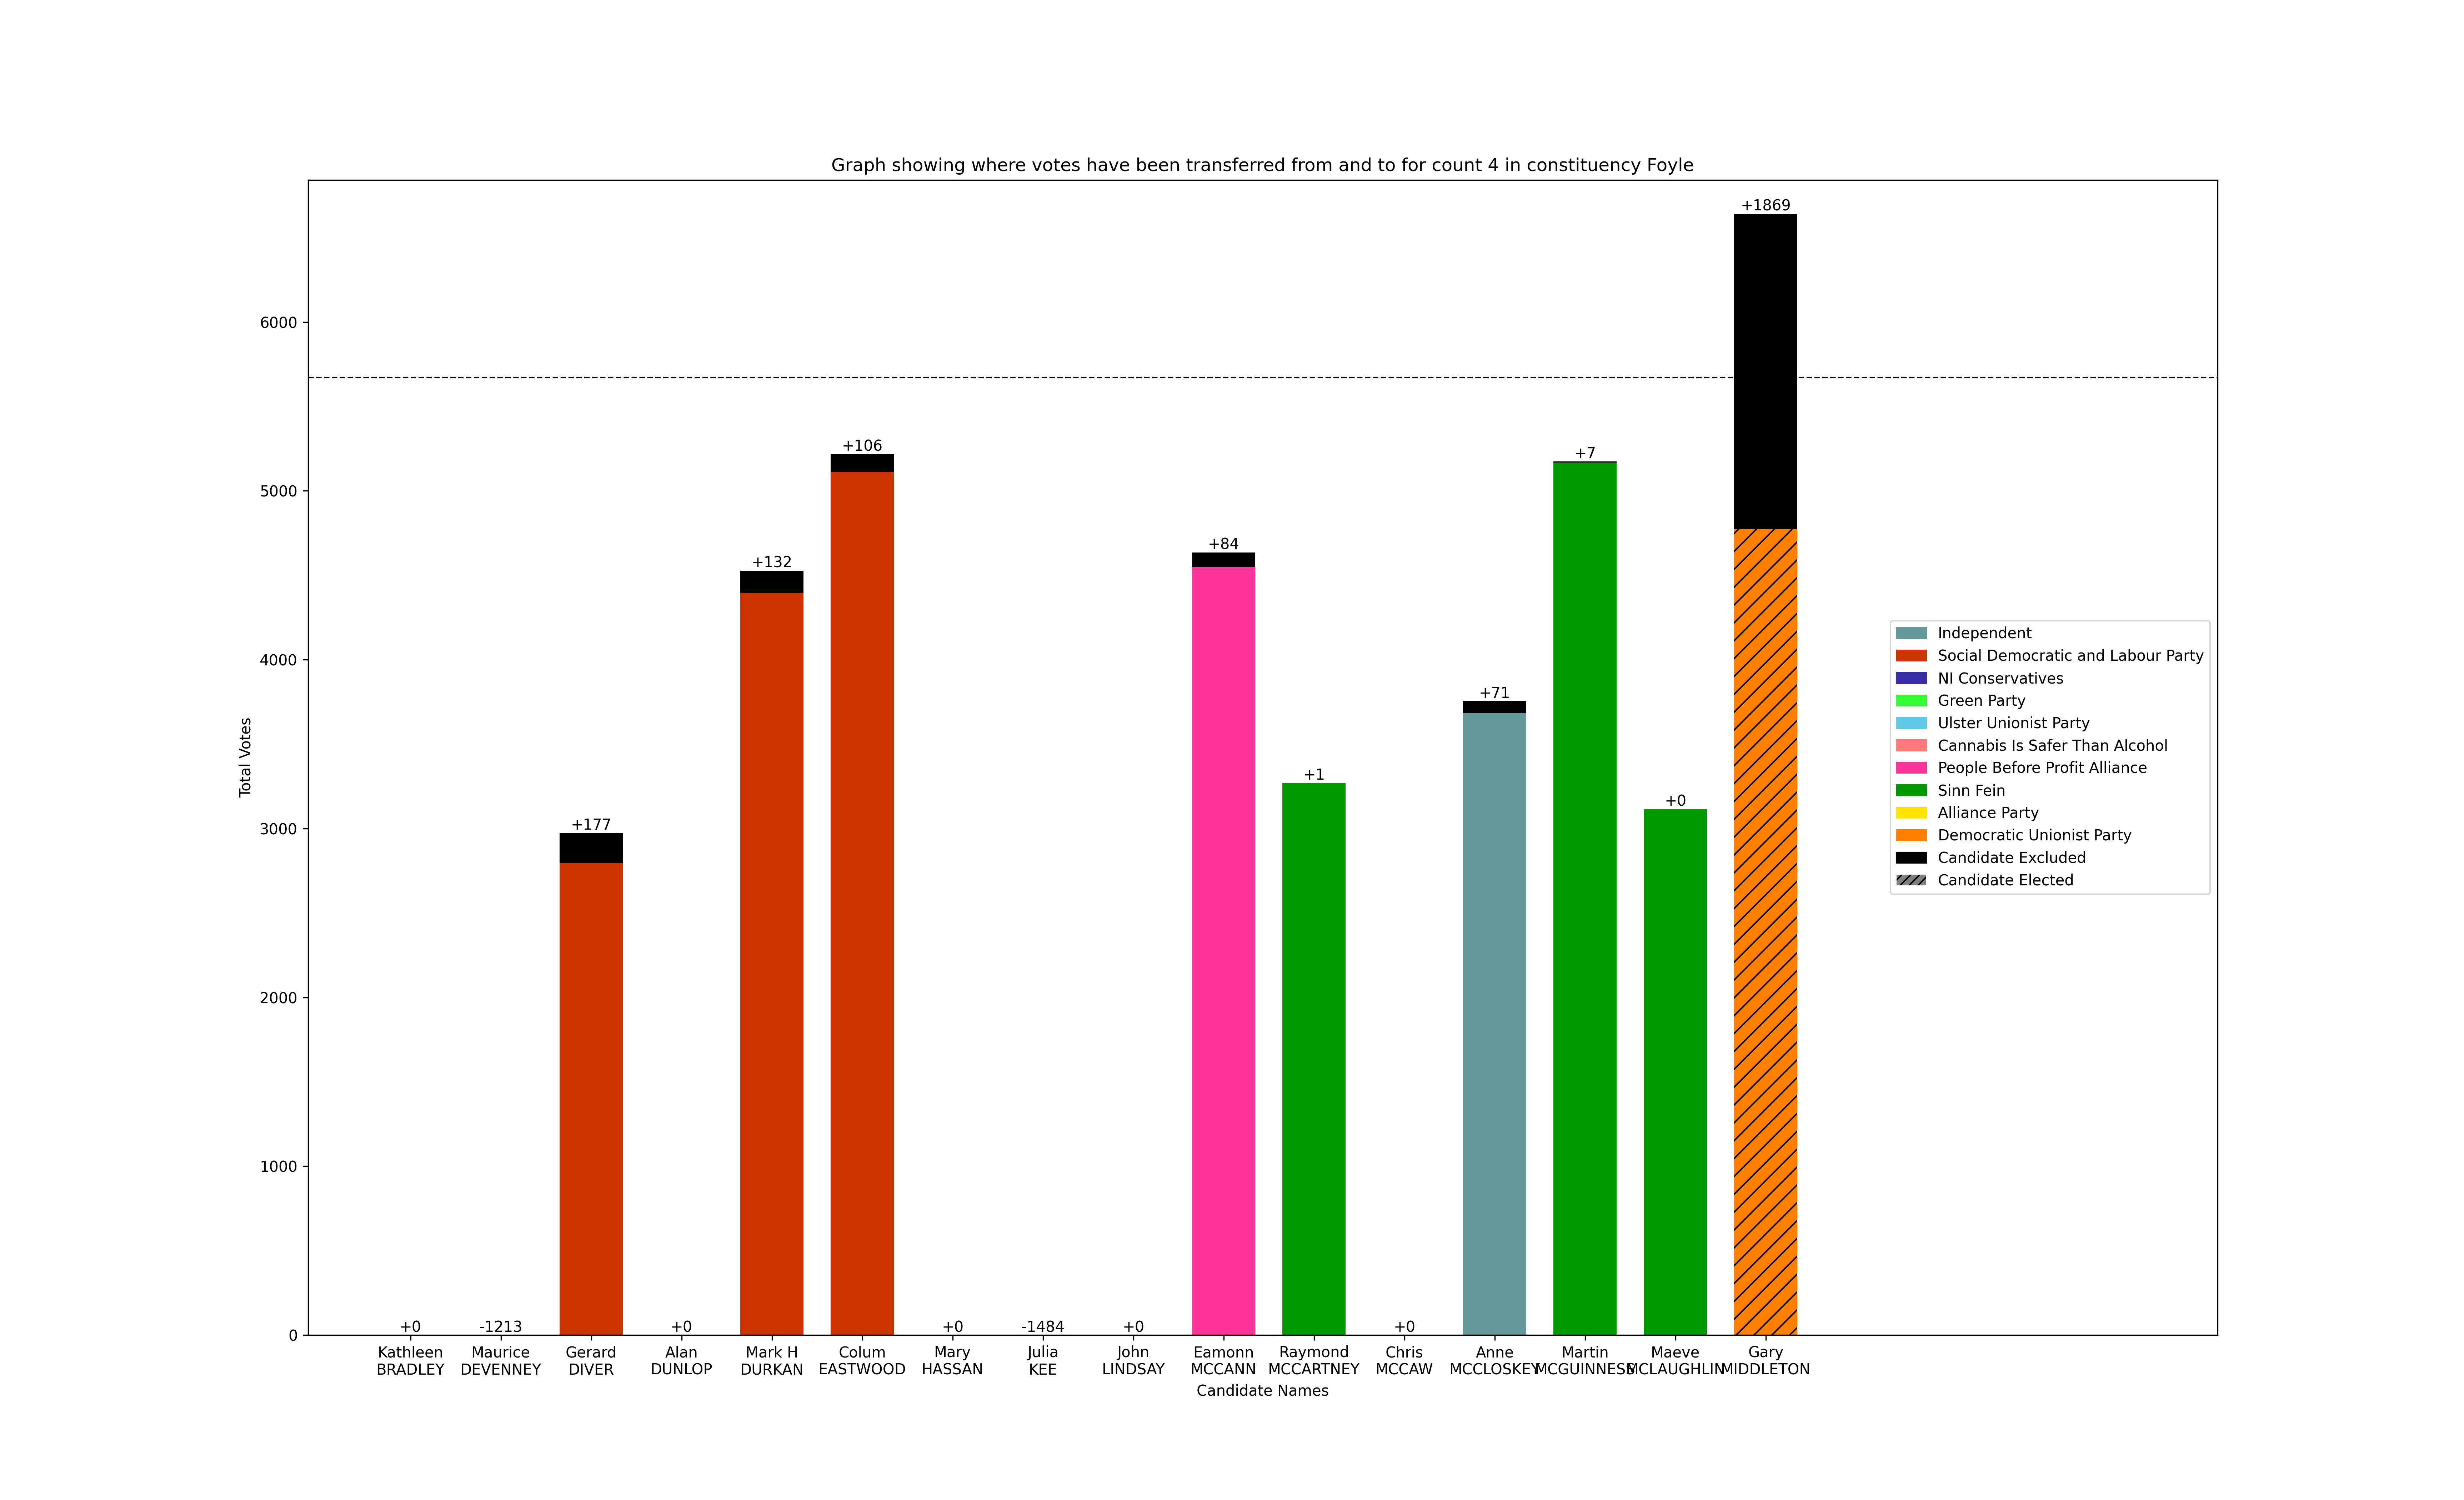 Graph showing where votes have been transferred from and to for count 4 in constituency Foyle
+1869
6000
+106
+7
5000
+84
+132
4000
+71
+1
+0
3000
+177
2000
1000
0
+0
-1213
+0
+0
-1484
+0
+0
Total Votes
Independent
Social Democratic and Labour Party
NI Conservatives
Green Party
Ulster Unionist Party
Cannabis Is Safer Than Alcohol
People Before Profit Alliance
Sinn Fein
Alliance Party
Democratic Unionist Party
Candidate Excluded
Candidate Elected
Kathleen
BRADLEY
Maurice
DEVENNEY
Gerard
DIVER
Alan
DUNLOP
Mark H
DURKAN
Colum
EASTWOOD
Mary
HASSAN
Julia
KEE
John
LINDSAY
Eamonn
MCCANN
Raymond
MCCARTNEY
Chris
MCCAW
Anne
MCCLOSKEY
Martin
MCGUINNESS
Maeve
MCLAUGHLIN
Gary
MIDDLETON
Candidate Names